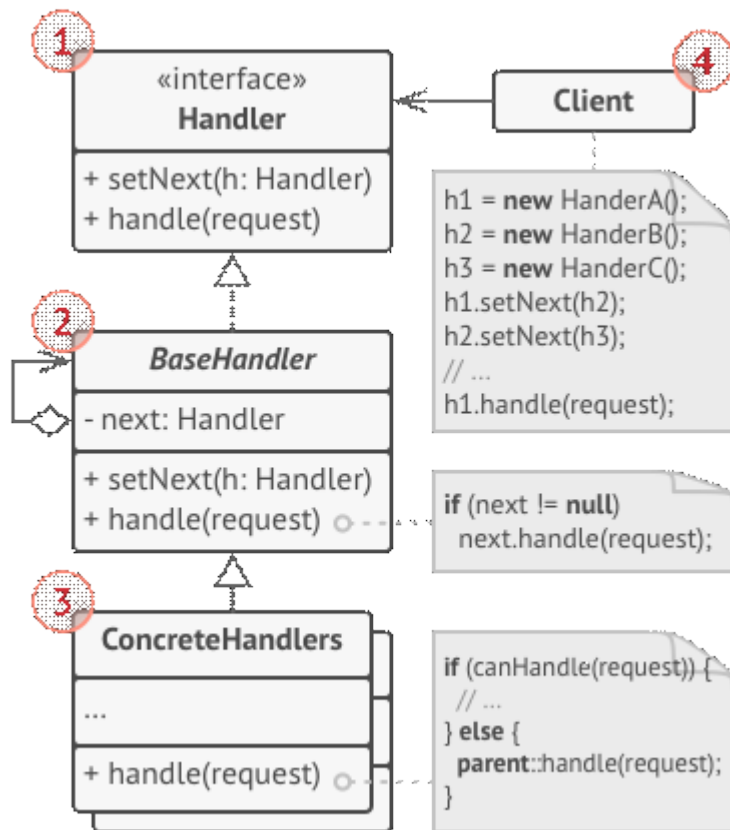 1
«interface»
Handler
+ setNext(h: Handler)
+ handle(request)
4
Client
h1 = new HanderA();
h2 = new HanderB();
h3 = new HanderC();
h1.setNext(h2);
h2.setNext(h3);
// ...
h1.handle(request);
2
BaseHandler
- next: Handler
+ setNext(h: Handler)
+ handle(request)
if (next != null)
next.handle(request);
3
ConcreteHandlers
...
+ handle(request)
if (canHandle(request)) {
// ...
} else {
parent::handle(request);
}